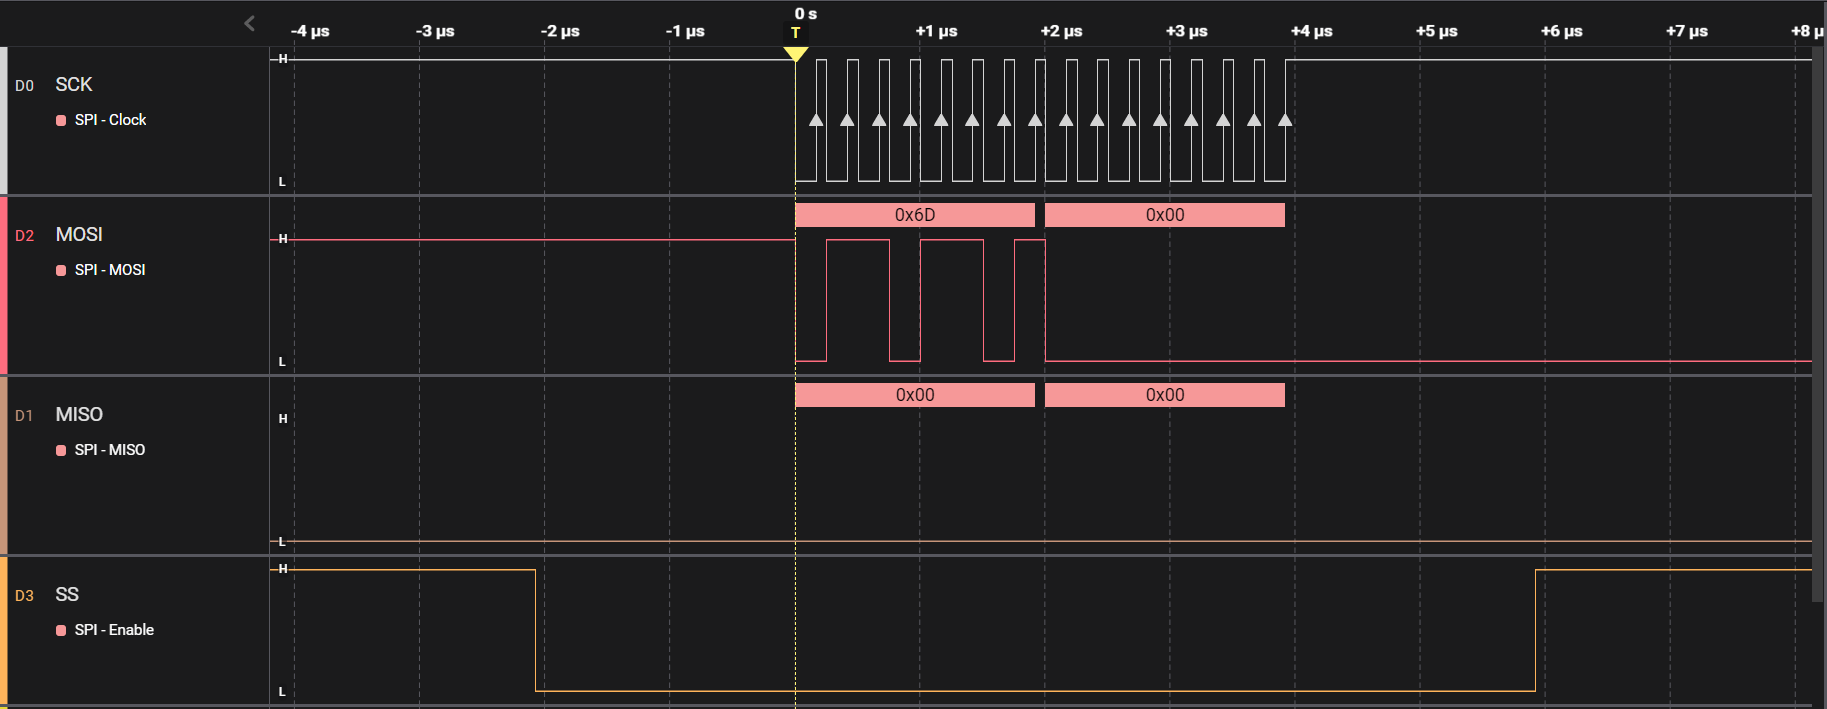 0 s
-4 µs -3 µs -2 µs -1 µs T +1 µs +2 µs +3 µs +4 µs +5 µs +6 µs +7 µs +8 µ
H
D0 SCK
SPI - Clock
L
0x6D 0x00
D2 MOSI H
SPI - MOSI
L
0x00 0x00
D1 MISO H
SPI - MISO
L
H
D3 SS
SPI - Enable
L